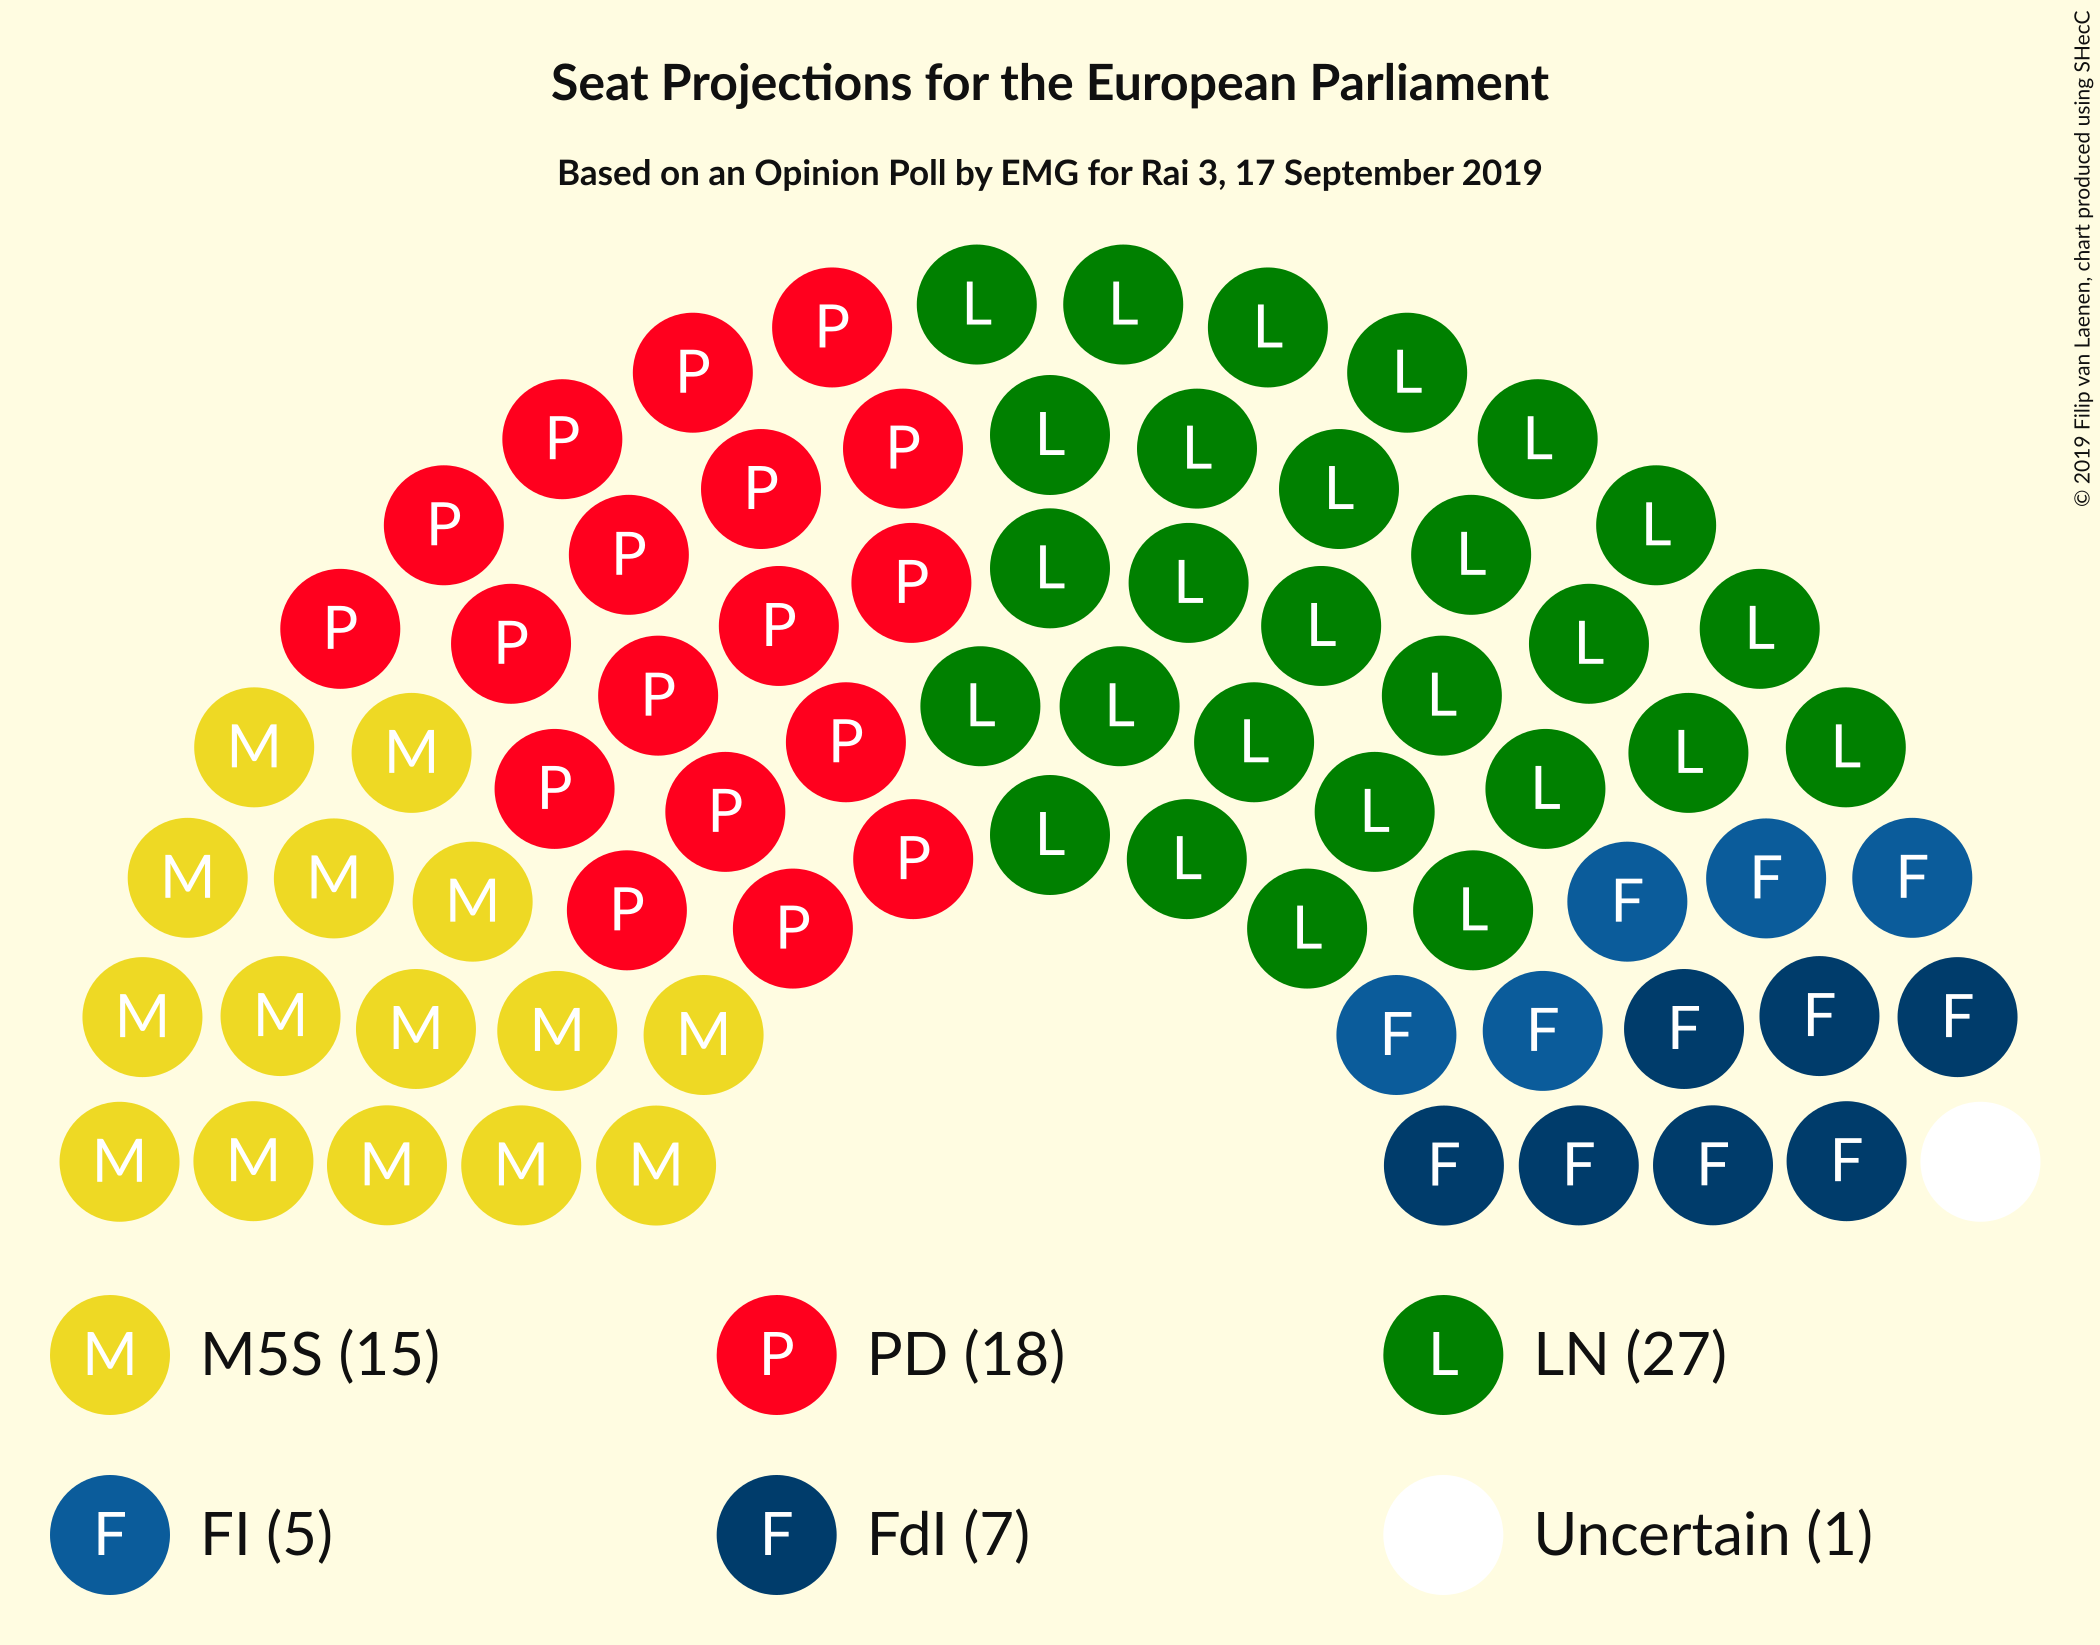 Seat Projections for the European Parliament
Based on an Opinion Poll by EMG for Rai 3, 17 September 2019
© 2019 Filip van Laenen, chart produced using SHecC
L L
P L
P L
P L
P L L L
P L
P L
P L
P L L L
P L
P L
P L
P L L L
M M P P L L L L
P P L L
M M M P P P L L L F F F
M M M M M F F F F F
M M M M M F F F F
M M5S (15) P PD (18) L LN (27)
F FI (5) F FdI (7) Uncertain (1)